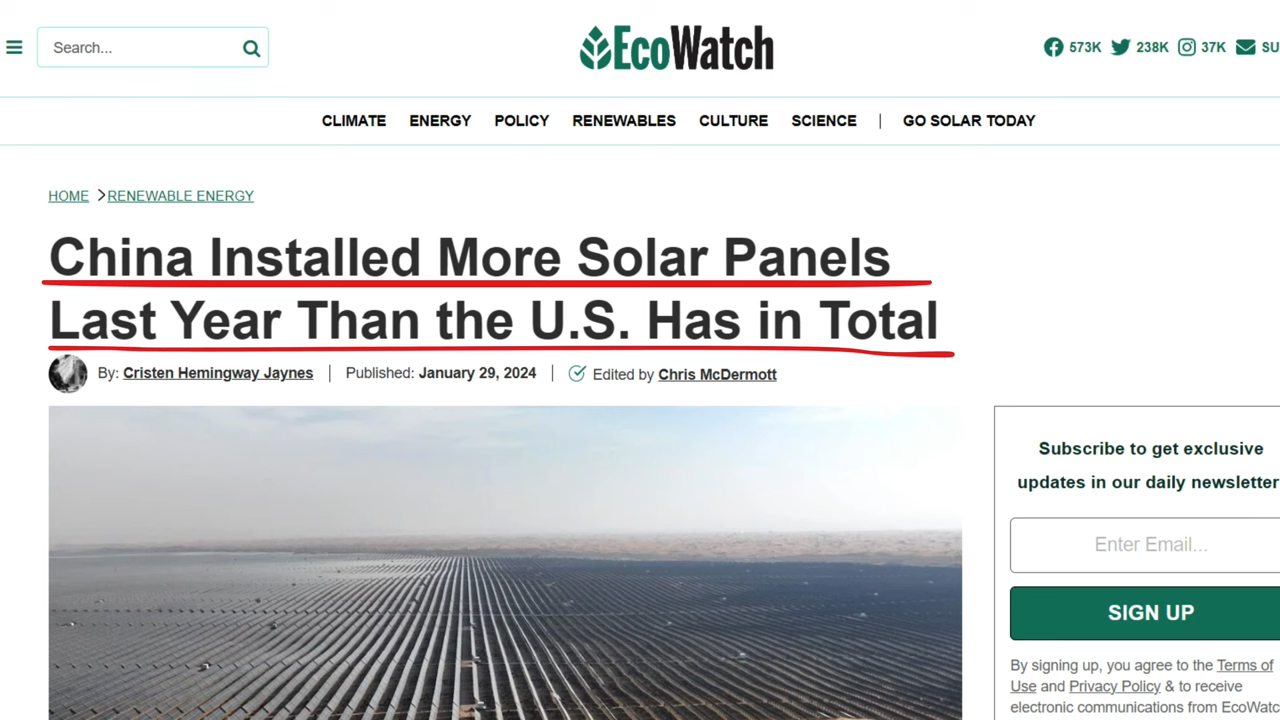 Search...
EcoWatch
573K 238K 37K SU
CLIMATE ENERGY POLICY RENEWABLES CULTURE SCIENCE | GO SOLAR TODAY
HOME > RENEWABLE ENERGY
China Installed More Solar Panels
Last Year Than the U.S. Has in Total
By: Cristen Hemingway Jaynes | Published: January 29, 2024 | Edited by Chris McDermott
Subscribe to get exclusive
updates in our daily newsletter
Enter Email...
SIGN UP
By signing up, you agree to the Terms of
Use and Privacy Policy & to receive
electronic communications from EcoWatc